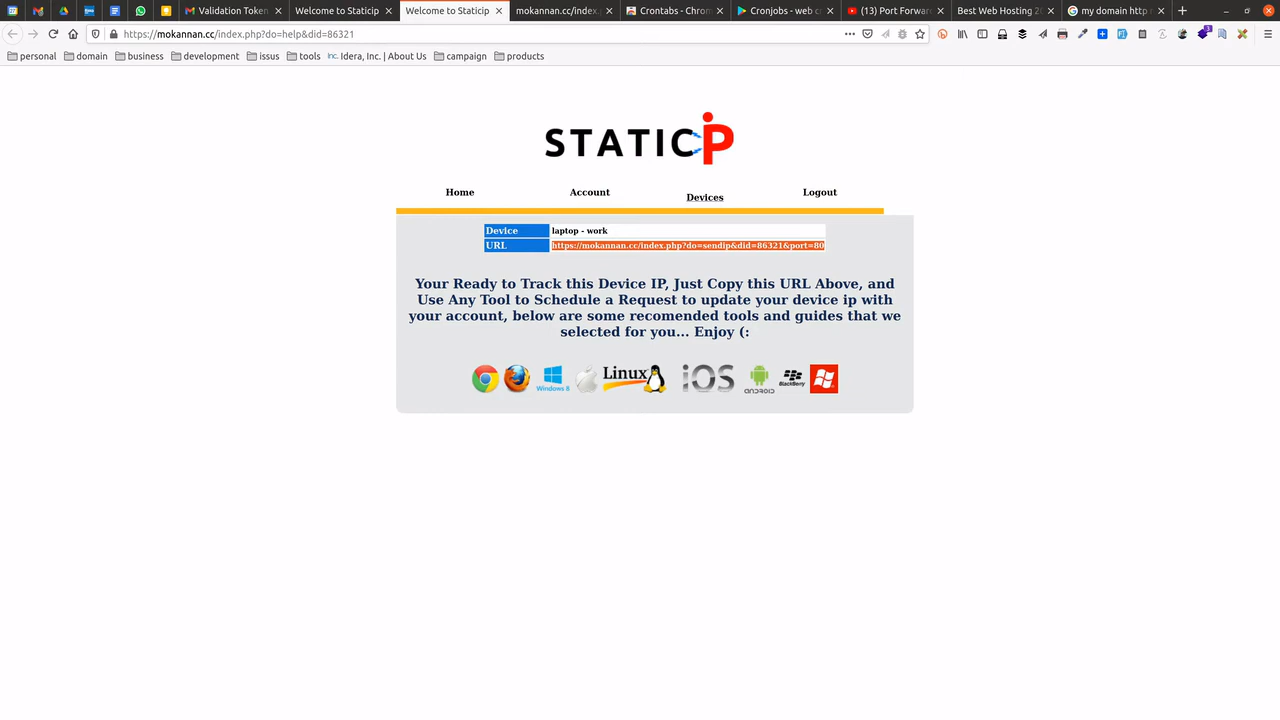 Validation Token
Welcome to Staticip
Welcome to Staticip
mokannan.cc/index.
Crontabs - Chrom
Cronjobs - web c
(13) Port Forwar
Best Web Hosting 2
my domain http r
https://mokannan.cc/index.php?do=help&did=86321
personal
domain
business
development
issus
tools
Inc. Idera, Inc. | About Us
campaign
products
STATIC iP
Home
Account
Devices
Logout
Device
laptop - work
URL
https://mokannan.cc/index.php?do=sendip&did=86321&port=80
Your Ready to Track this Device IP, Just Copy this URL Above, and
Use Any Tool to Schedule a Request to update your device ip with
your account, below are some recomended tools and guides that we
selected for you... Enjoy (:
Windows 8
Linux
iOS
ANDROID
BlackBerry